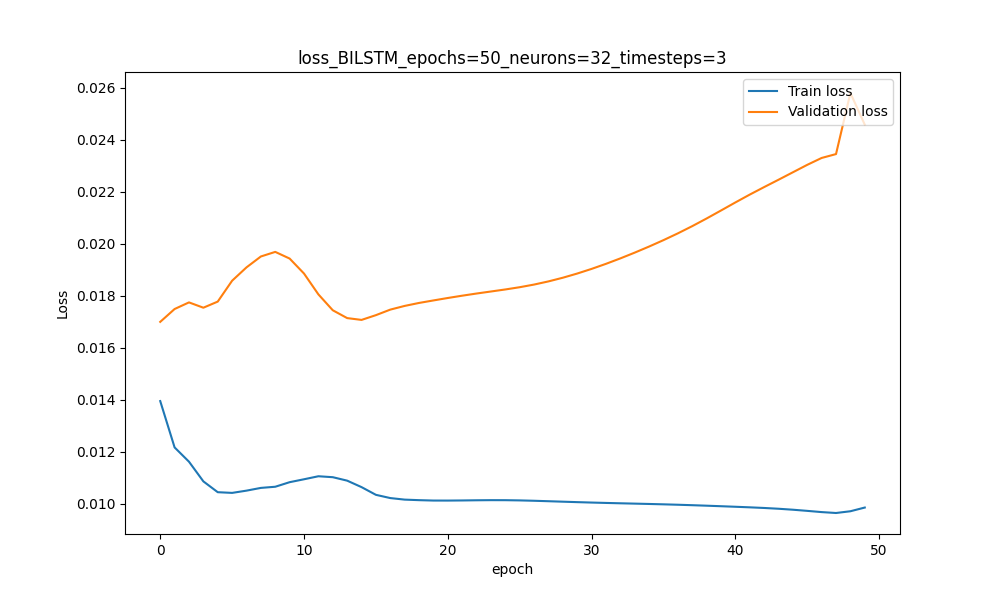 loss_BILSTM_epochs=50_neurons=32_timesteps=3
Train loss
Validation loss
0.026
0.024
0.022
0.020
0.018
0.016
0.014
0.012
0.010
Loss
0 10 20 30 40 50
epoch